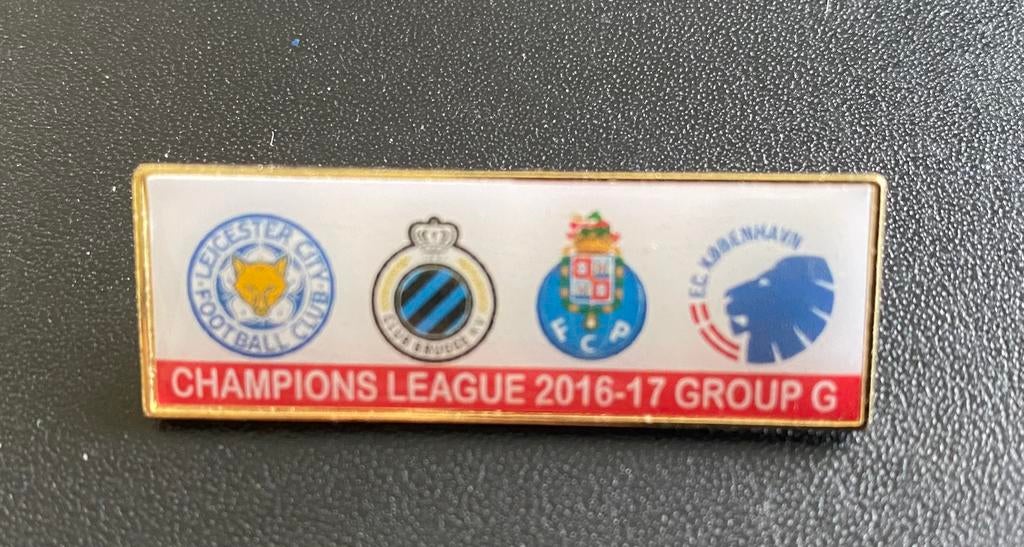 LEICESTER CITY
FOOTBALL CLUB
CLUB BRUGGE K.V
FCP
F.C. KØBENHAVN
CHAMPIONS LEAGUE 2016-17 GROUP G